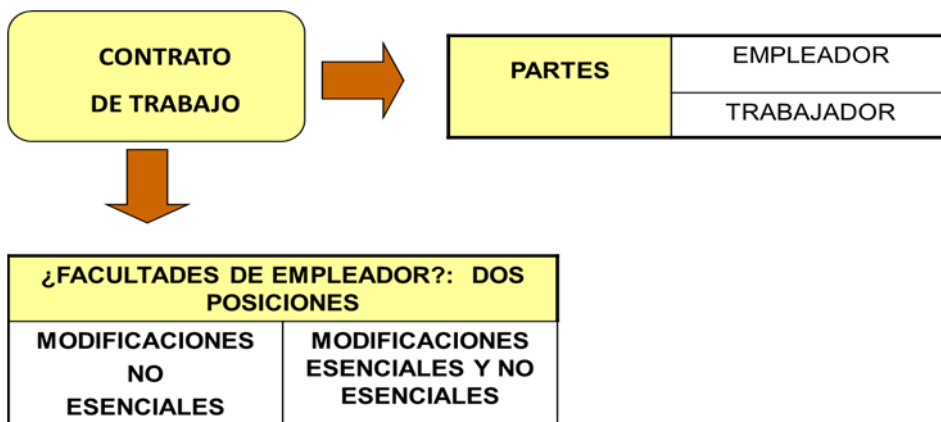 CONTRATO
DE TRABAJO
PARTES
EMPLEADOR
TRABAJADOR
¿FACULTADES DE EMPLEADOR?: DOS
POSICIONES
MODIFICACIONES
NO
ESENCIALES
MODIFICACIONES
ESENCIALES Y NO
ESENCIALES